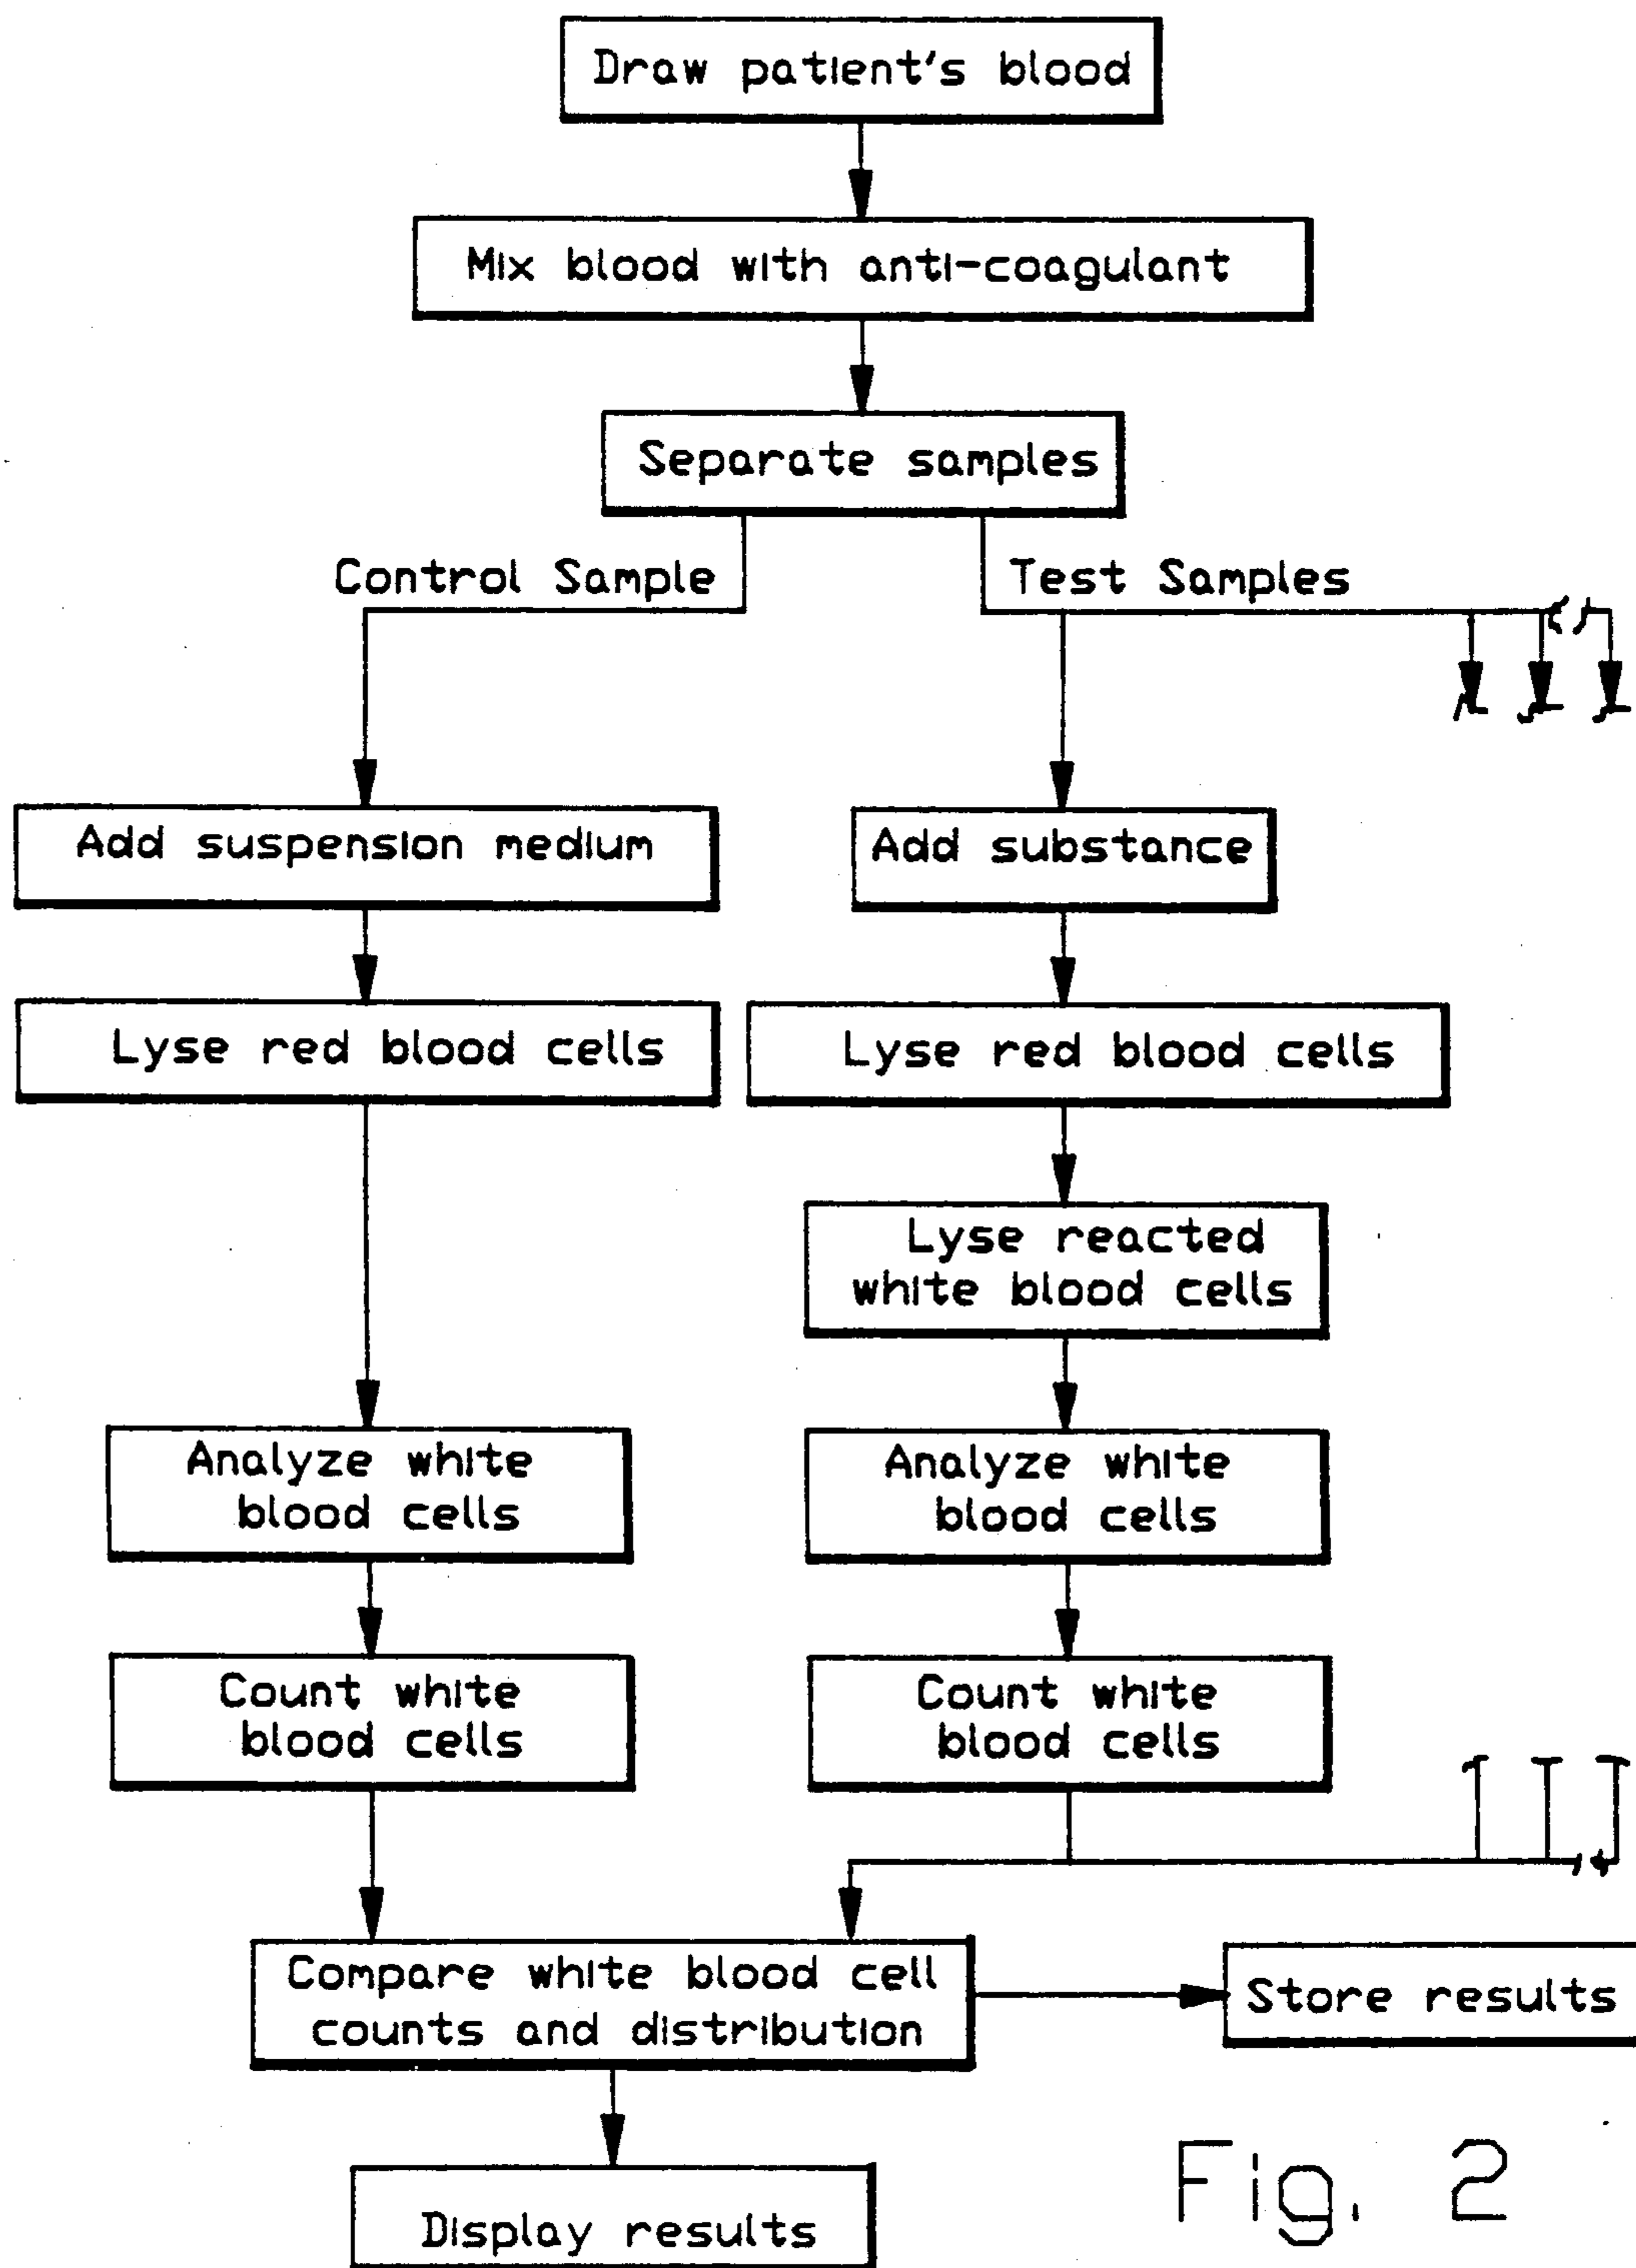 Draw patient's blood
Mix blood with anti-coagulant
Separate samples
Control Sample
Test Samples
Add suspension medium
Add substance
Lyse red blood cells
Lyse red blood cells
Lyse reacted
white blood cells
Analyze white
blood cells
Analyze white
blood cells
Count white
blood cells
Count white
blood cells
Compare white blood cell
counts and distribution
Store results
Display results
Fig. 2